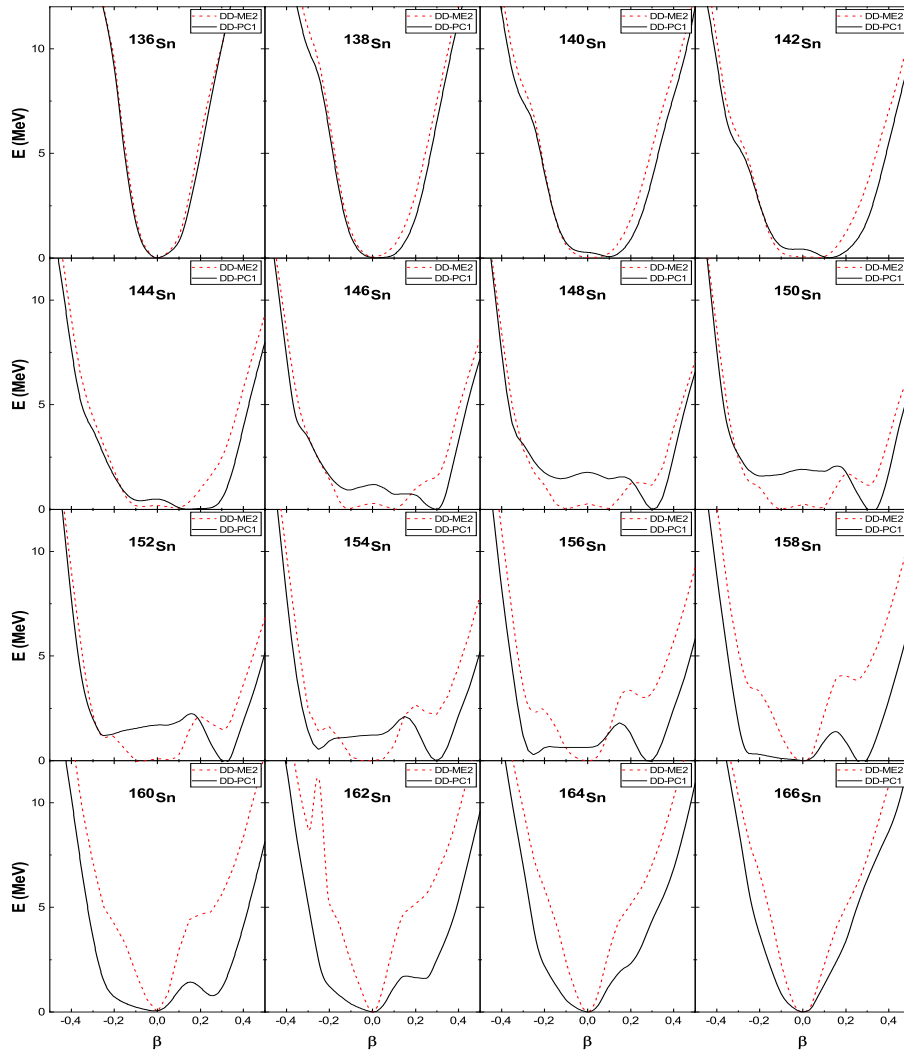 DD-ME2
DD-PC1
136Sn
DD-ME2
DD-PC1
138Sn
DD-ME2
DD-PC1
140Sn
DD-ME2
DD-PC1
142Sn
10
5
0
E (MeV)
DD-ME2
DD-PC1
144Sn
DD-ME2
DD-PC1
146Sn
DD-ME2
DD-PC1
148Sn
DD-ME2
DD-PC1
150Sn
10
5
0
E (MeV)
DD-ME2
DD-PC1
152Sn
DD-ME2
DD-PC1
154Sn
DD-ME2
DD-PC1
156Sn
DD-ME2
DD-PC1
158Sn
10
5
0
E (MeV)
DD-ME2
DD-PC1
160Sn
DD-ME2
DD-PC1
162Sn
DD-ME2
DD-PC1
164Sn
DD-ME2
DD-PC1
166Sn
10
5
0
E (MeV)
-0,4 -0,2 0,0 0,2 0,4 -0,4 -0,2 0,0 0,2 0,4 -0,4 -0,2 0,0 0,2 0,4 -0,4 -0,2 0,0 0,2 0,4
β β β β